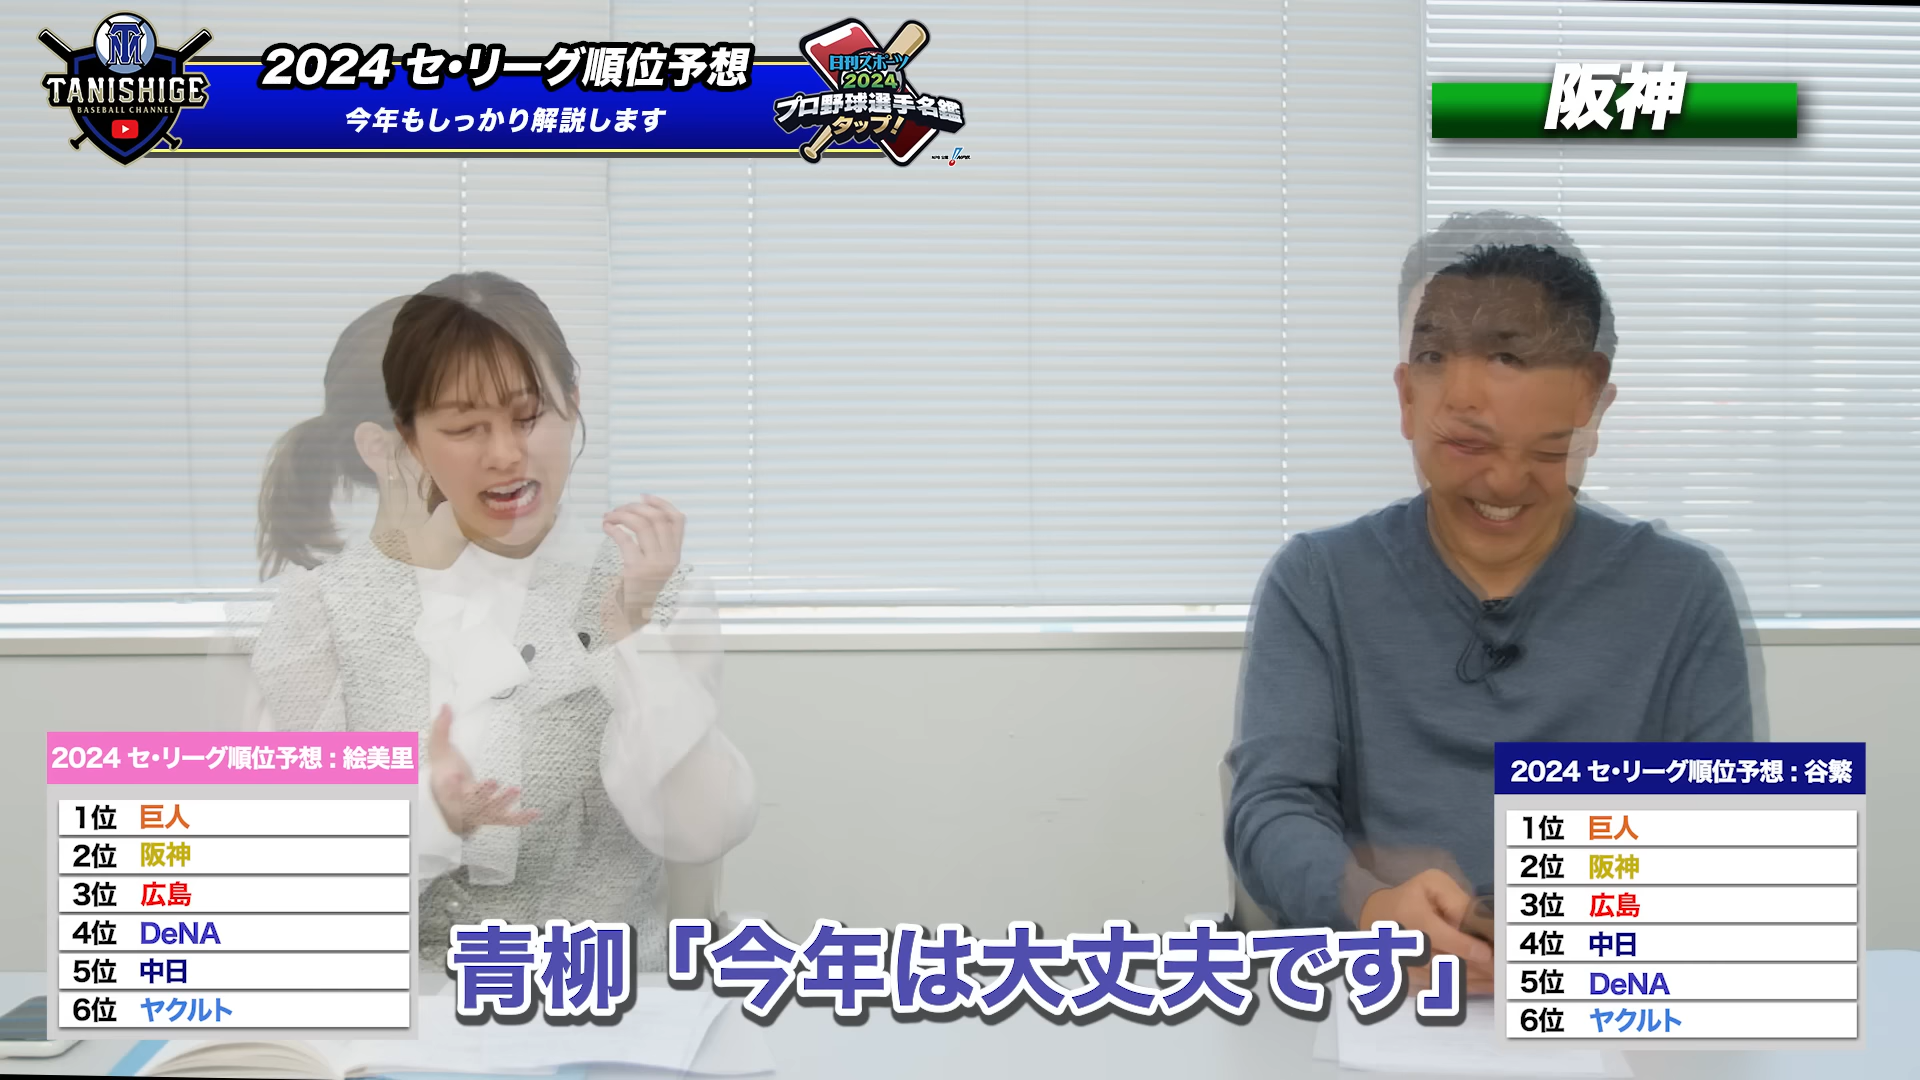 TM
TANISHIGE
BASEBALL CHANNEL
2024 セ・リーグ順位予想
今年もしっかり解説します
日刊スポーツ
2024
プロ野球選手名鑑
タップ!
阪神
2024 セ・リーグ順位予想:絵美里
1位 巨人
2位 阪神
3位 広島
4位 DeNA
5位 中日
6位 ヤクルト
2024 セ・リーグ順位予想:谷繁
1位 巨人
2位 阪神
3位 広島
4位 中日
5位 DeNA
6位 ヤクルト
青柳「今年は大丈夫です」